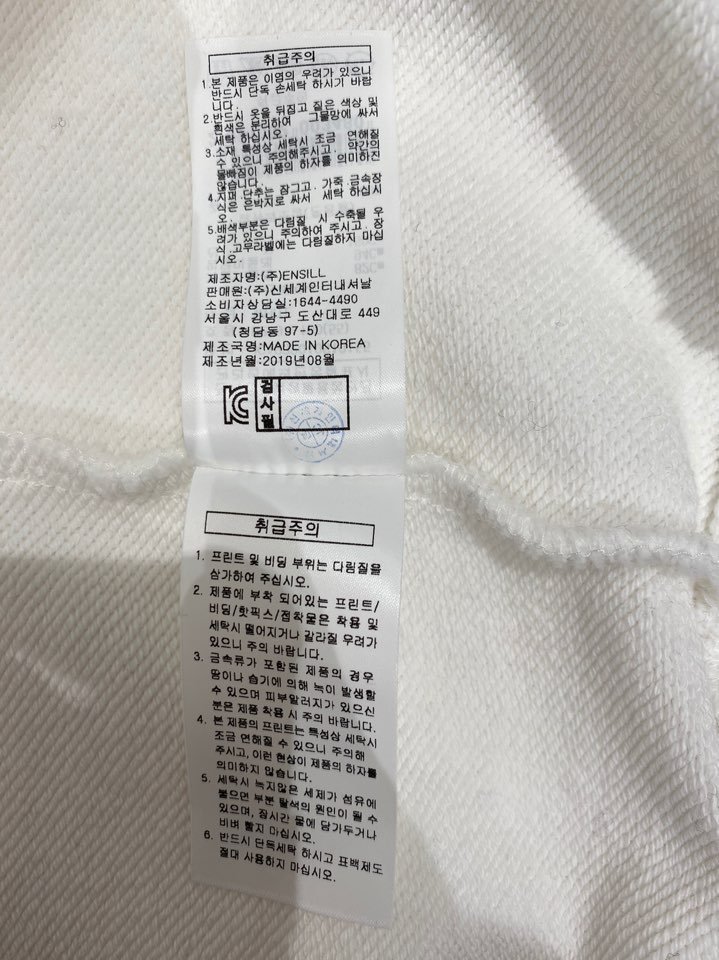 취급주의
1.본 제품은 이염의 우려가 있으니
반드시 단독 손세탁 하시기 바랍
니다.
2.반드시 옷을 뒤집고 짙은 색상 및
흰색은 분리하여 그물망에 싸서
세탁 하십시오.
3.소재 특성상 세탁시 조금 연해질
수 있으니 주의해주시고. 약간의
물빠짐이 제품의 하자를 의미하진
않습니다.
4.지퍼.단추는 잠그고. 가죽.금속장
식은 은박지로 싸서 세탁 하십시
오.
5.배색부분은 다림질 시 수축될 우
려가 있으니 주의하여 주시고. 장
식.고무라벨에는 다림질하지 마십
시오.
제조자명:(주)ENSILL
판매원:(주)신세계인터내셔날
소비자상담실:1644-4490
서울시 강남구 도산대로 449
(청담동 97-5)
제조국명:MADE IN KOREA
제조년월:2019년08월
검사필
취급주의
1. 프린트 및 비딩 부위는 다림질을
삼가하여 주십시오.
2. 제품에 부착 되어있는 프린트/
비딩/핫픽스/접착물은 착용 및
세탁시 떨어지거나 갈라질 우려가
있으니 주의 바랍니다.
3. 금속류가 포함된 제품의 경우
땀이나 습기에 의해 녹이 발생할
수 있으며 피부알러지가 있으신
분은 제품 착용 시 주의 바랍니다.
4. 본 제품의 프린트는 특성상 세탁시
조금 연해질 수 있으니 주의해
주시고, 이런 현상이 제품의 하자를
의미하지 않습니다.
5. 세탁시 녹지않은 세제가 섬유에
붙으면 부분 탈색의 원인이 될 수
있으며, 장시간 물에 담가두거나
비벼 빨지 마십시오.
6. 반드시 단독세탁 하시고 표백제도
절대 사용하지 마십시오.